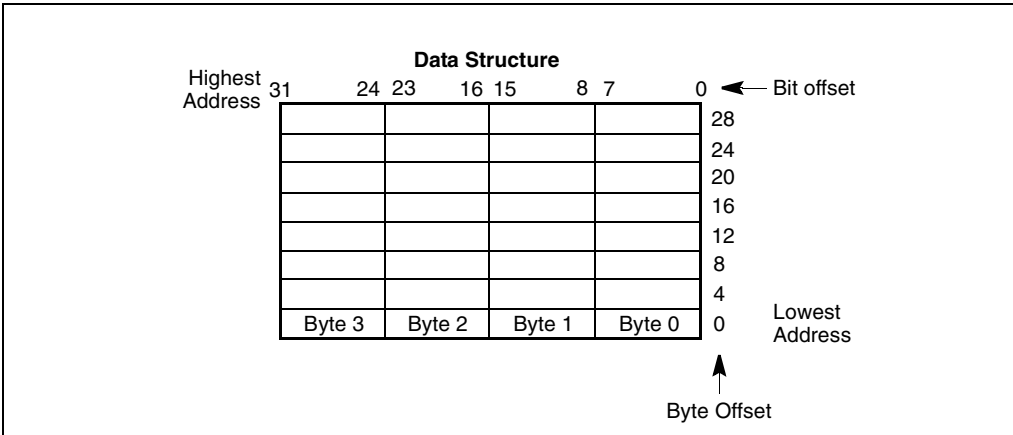 Data Structure
Highest
Address
31 24 23 16 15 8 7 0
Bit offset
28
24
20
16
12
8
4
Byte 3 Byte 2 Byte 1 Byte 0 0
Lowest
Address
Byte Offset